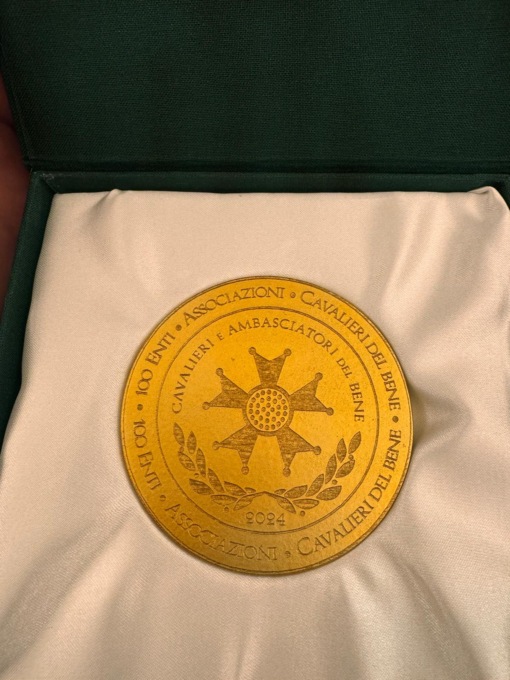 100 ENTI • ASSOCIAZIONI • CAVALIERI DEL BENE •
100 ENTI • ASSOCIAZIONI • CAVALIERI DEL BENE •
CAVALIERI E AMBASCIATORI DEL BENE
2024